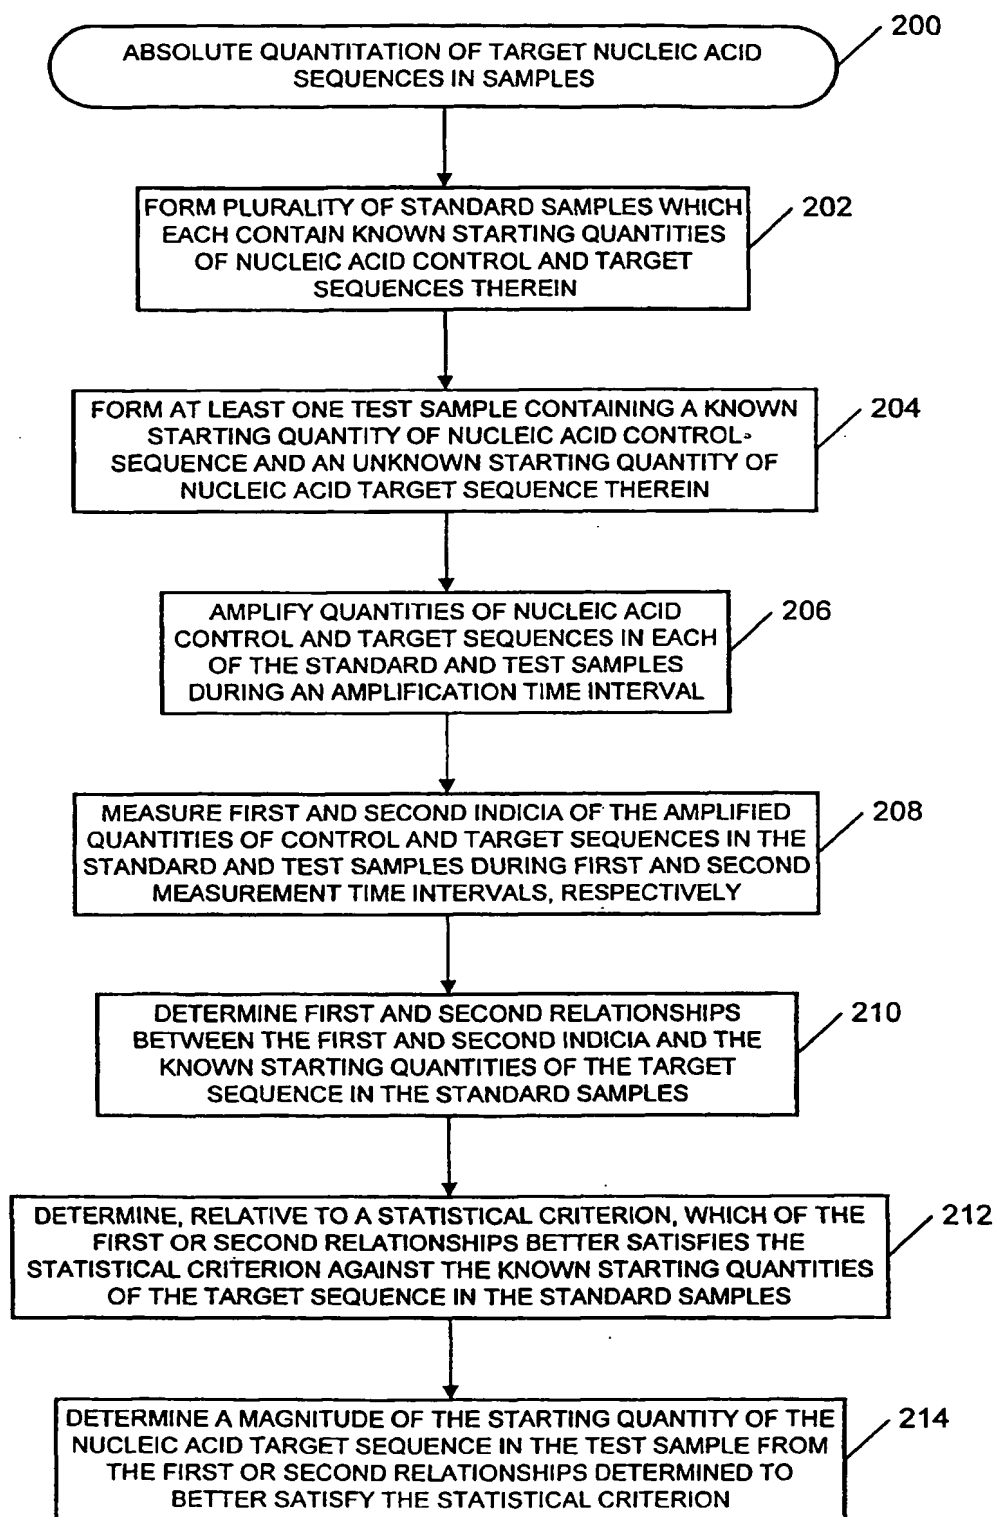 200
ABSOLUTE QUANTITATION OF TARGET NUCLEIC ACID
SEQUENCES IN SAMPLES
202
FORM PLURALITY OF STANDARD SAMPLES WHICH
EACH CONTAIN KNOWN STARTING QUANTITIES
OF NUCLEIC ACID CONTROL AND TARGET
SEQUENCES THEREIN
204
FORM AT LEAST ONE TEST SAMPLE CONTAINING A KNOWN
STARTING QUANTITY OF NUCLEIC ACID CONTROL
SEQUENCE AND AN UNKNOWN STARTING QUANTITY OF
NUCLEIC ACID TARGET SEQUENCE THEREIN
206
AMPLIFY QUANTITIES OF NUCLEIC ACID
CONTROL AND TARGET SEQUENCES IN EACH
OF THE STANDARD AND TEST SAMPLES
DURING AN AMPLIFICATION TIME INTERVAL
208
MEASURE FIRST AND SECOND INDICIA OF THE AMPLIFIED
QUANTITIES OF CONTROL AND TARGET SEQUENCES IN THE
STANDARD AND TEST SAMPLES DURING FIRST AND SECOND
MEASUREMENT TIME INTERVALS, RESPECTIVELY
210
DETERMINE FIRST AND SECOND RELATIONSHIPS
BETWEEN THE FIRST AND SECOND INDICIA AND THE
KNOWN STARTING QUANTITIES OF THE TARGET
SEQUENCE IN THE STANDARD SAMPLES
212
DETERMINE, RELATIVE TO A STATISTICAL CRITERION, WHICH OF THE
FIRST OR SECOND RELATIONSHIPS BETTER SATISFIES THE
STATISTICAL CRITERION AGAINST THE KNOWN STARTING QUANTITIES
OF THE TARGET SEQUENCE IN THE STANDARD SAMPLES
214
DETERMINE A MAGNITUDE OF THE STARTING QUANTITY OF THE
NUCLEIC ACID TARGET SEQUENCE IN THE TEST SAMPLE FROM
THE FIRST OR SECOND RELATIONSHIPS DETERMINED TO
BETTER SATISFY THE STATISTICAL CRITERION